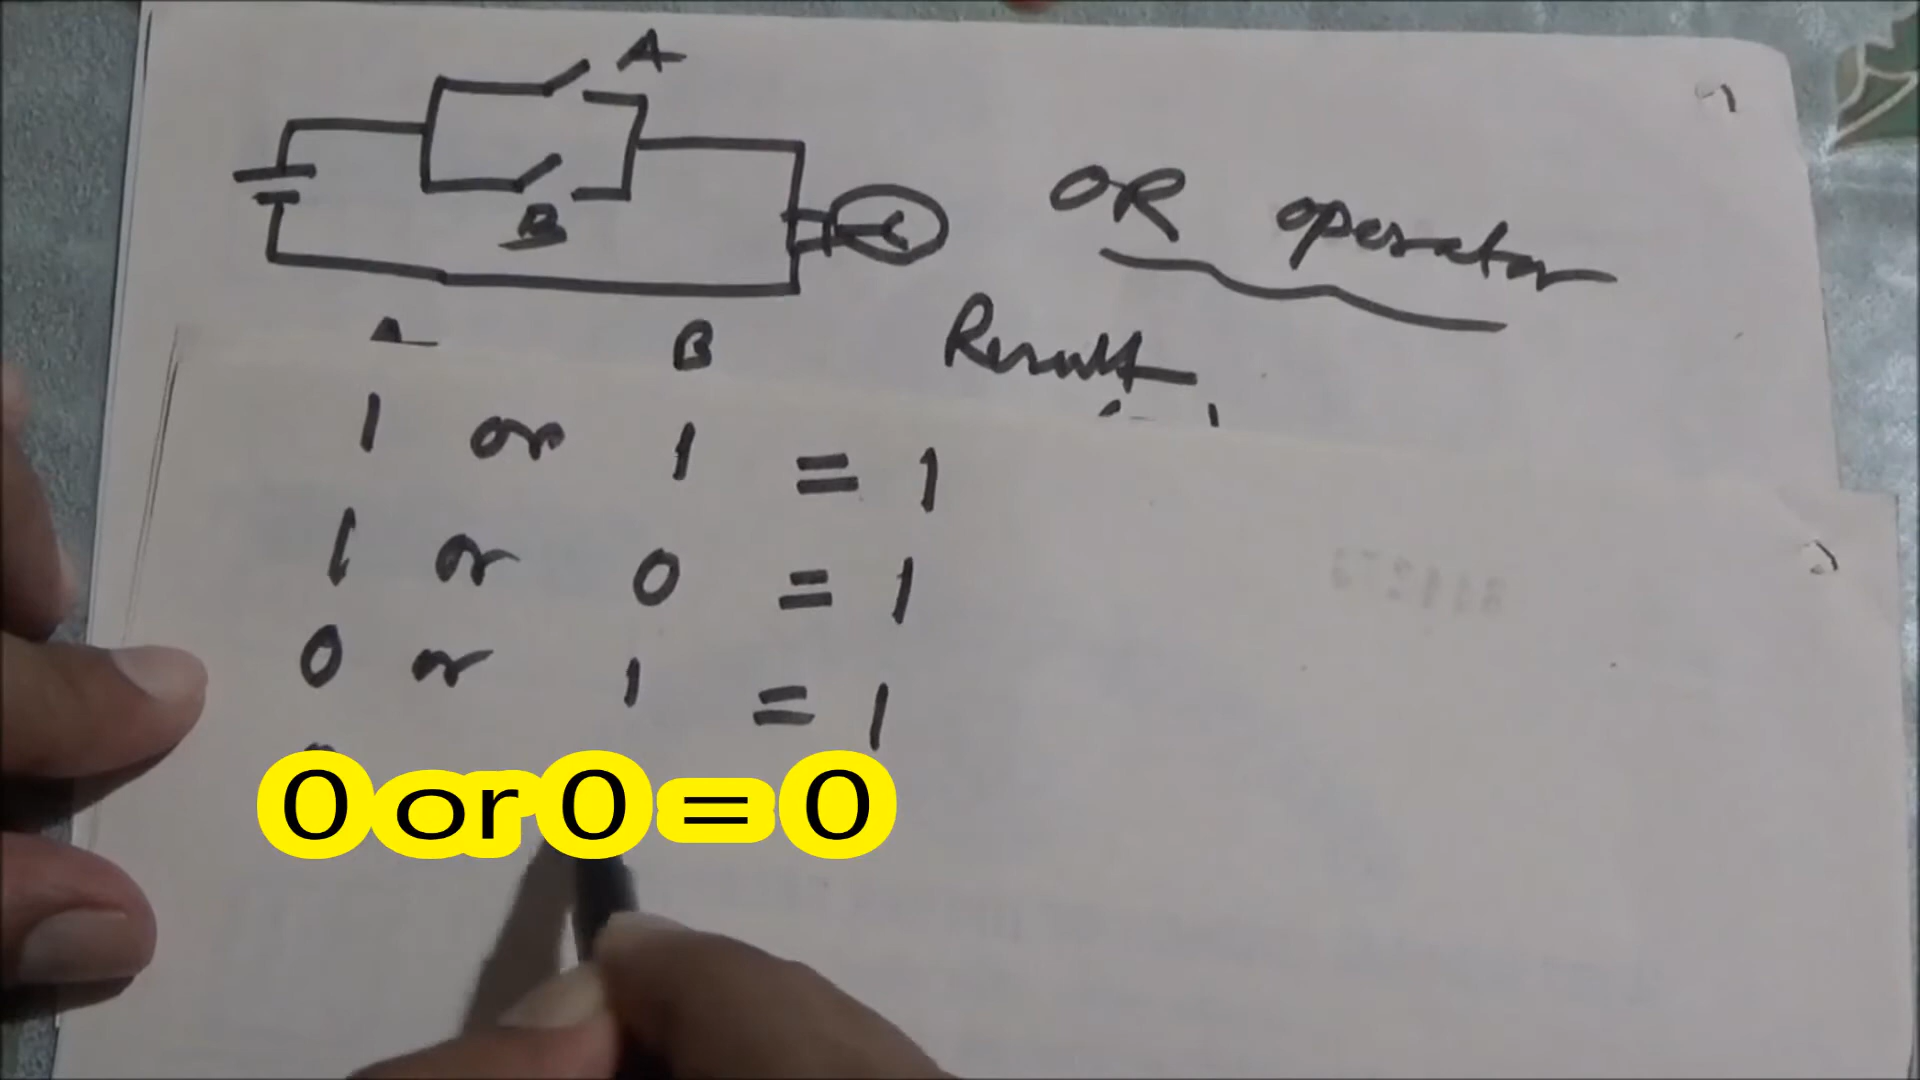 A
B
OR operator
A B Result
1 or 1 = 1
1 or 0 = 1
0 or 1 = 1
0 or 0 = 0